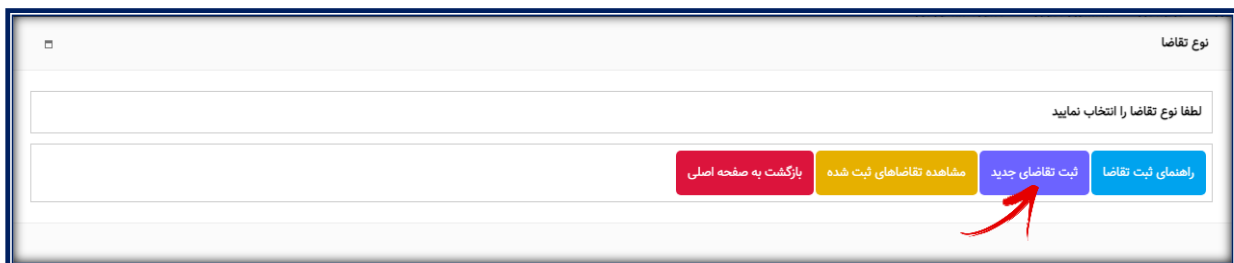 نوع تقاضا
لطفا نوع تقاضا را انتخاب نمایید
راهنمای ثبت تقاضا ثبت تقاضای جدید مشاهده تقاضاهای ثبت شده بازگشت به صفحه اصلی